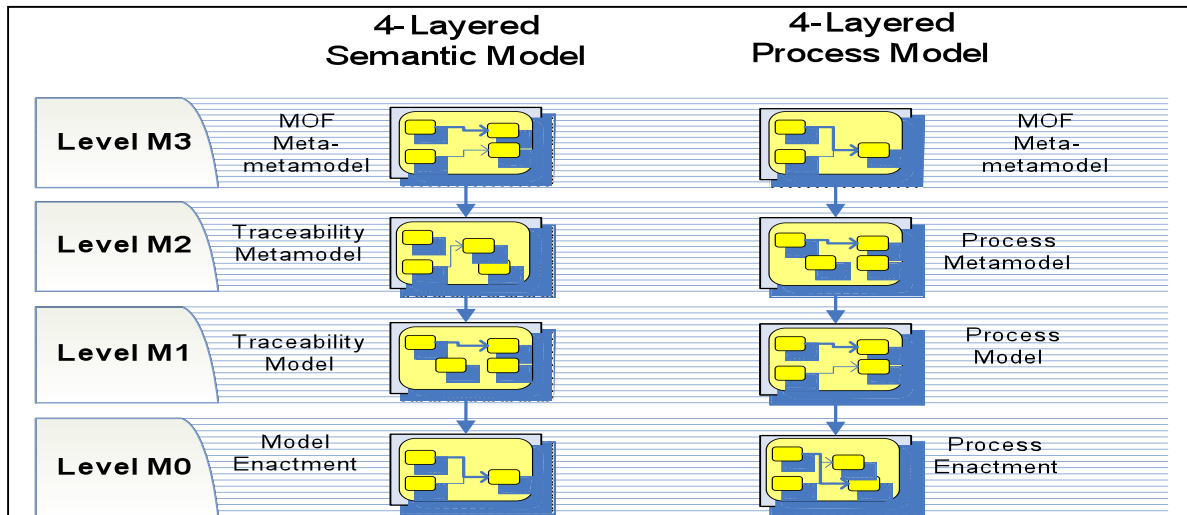 4-Layered
Semantic Model
4-Layered
Process Model
Level M3
MOF
Meta-
metamodel
MOF
Meta-
metamodel
Level M2
Traceability
Metamodel
Process
Metamodel
Level M1
Traceability
Model
Process
Model
Level M0
Model
Enactment
Process
Enactment